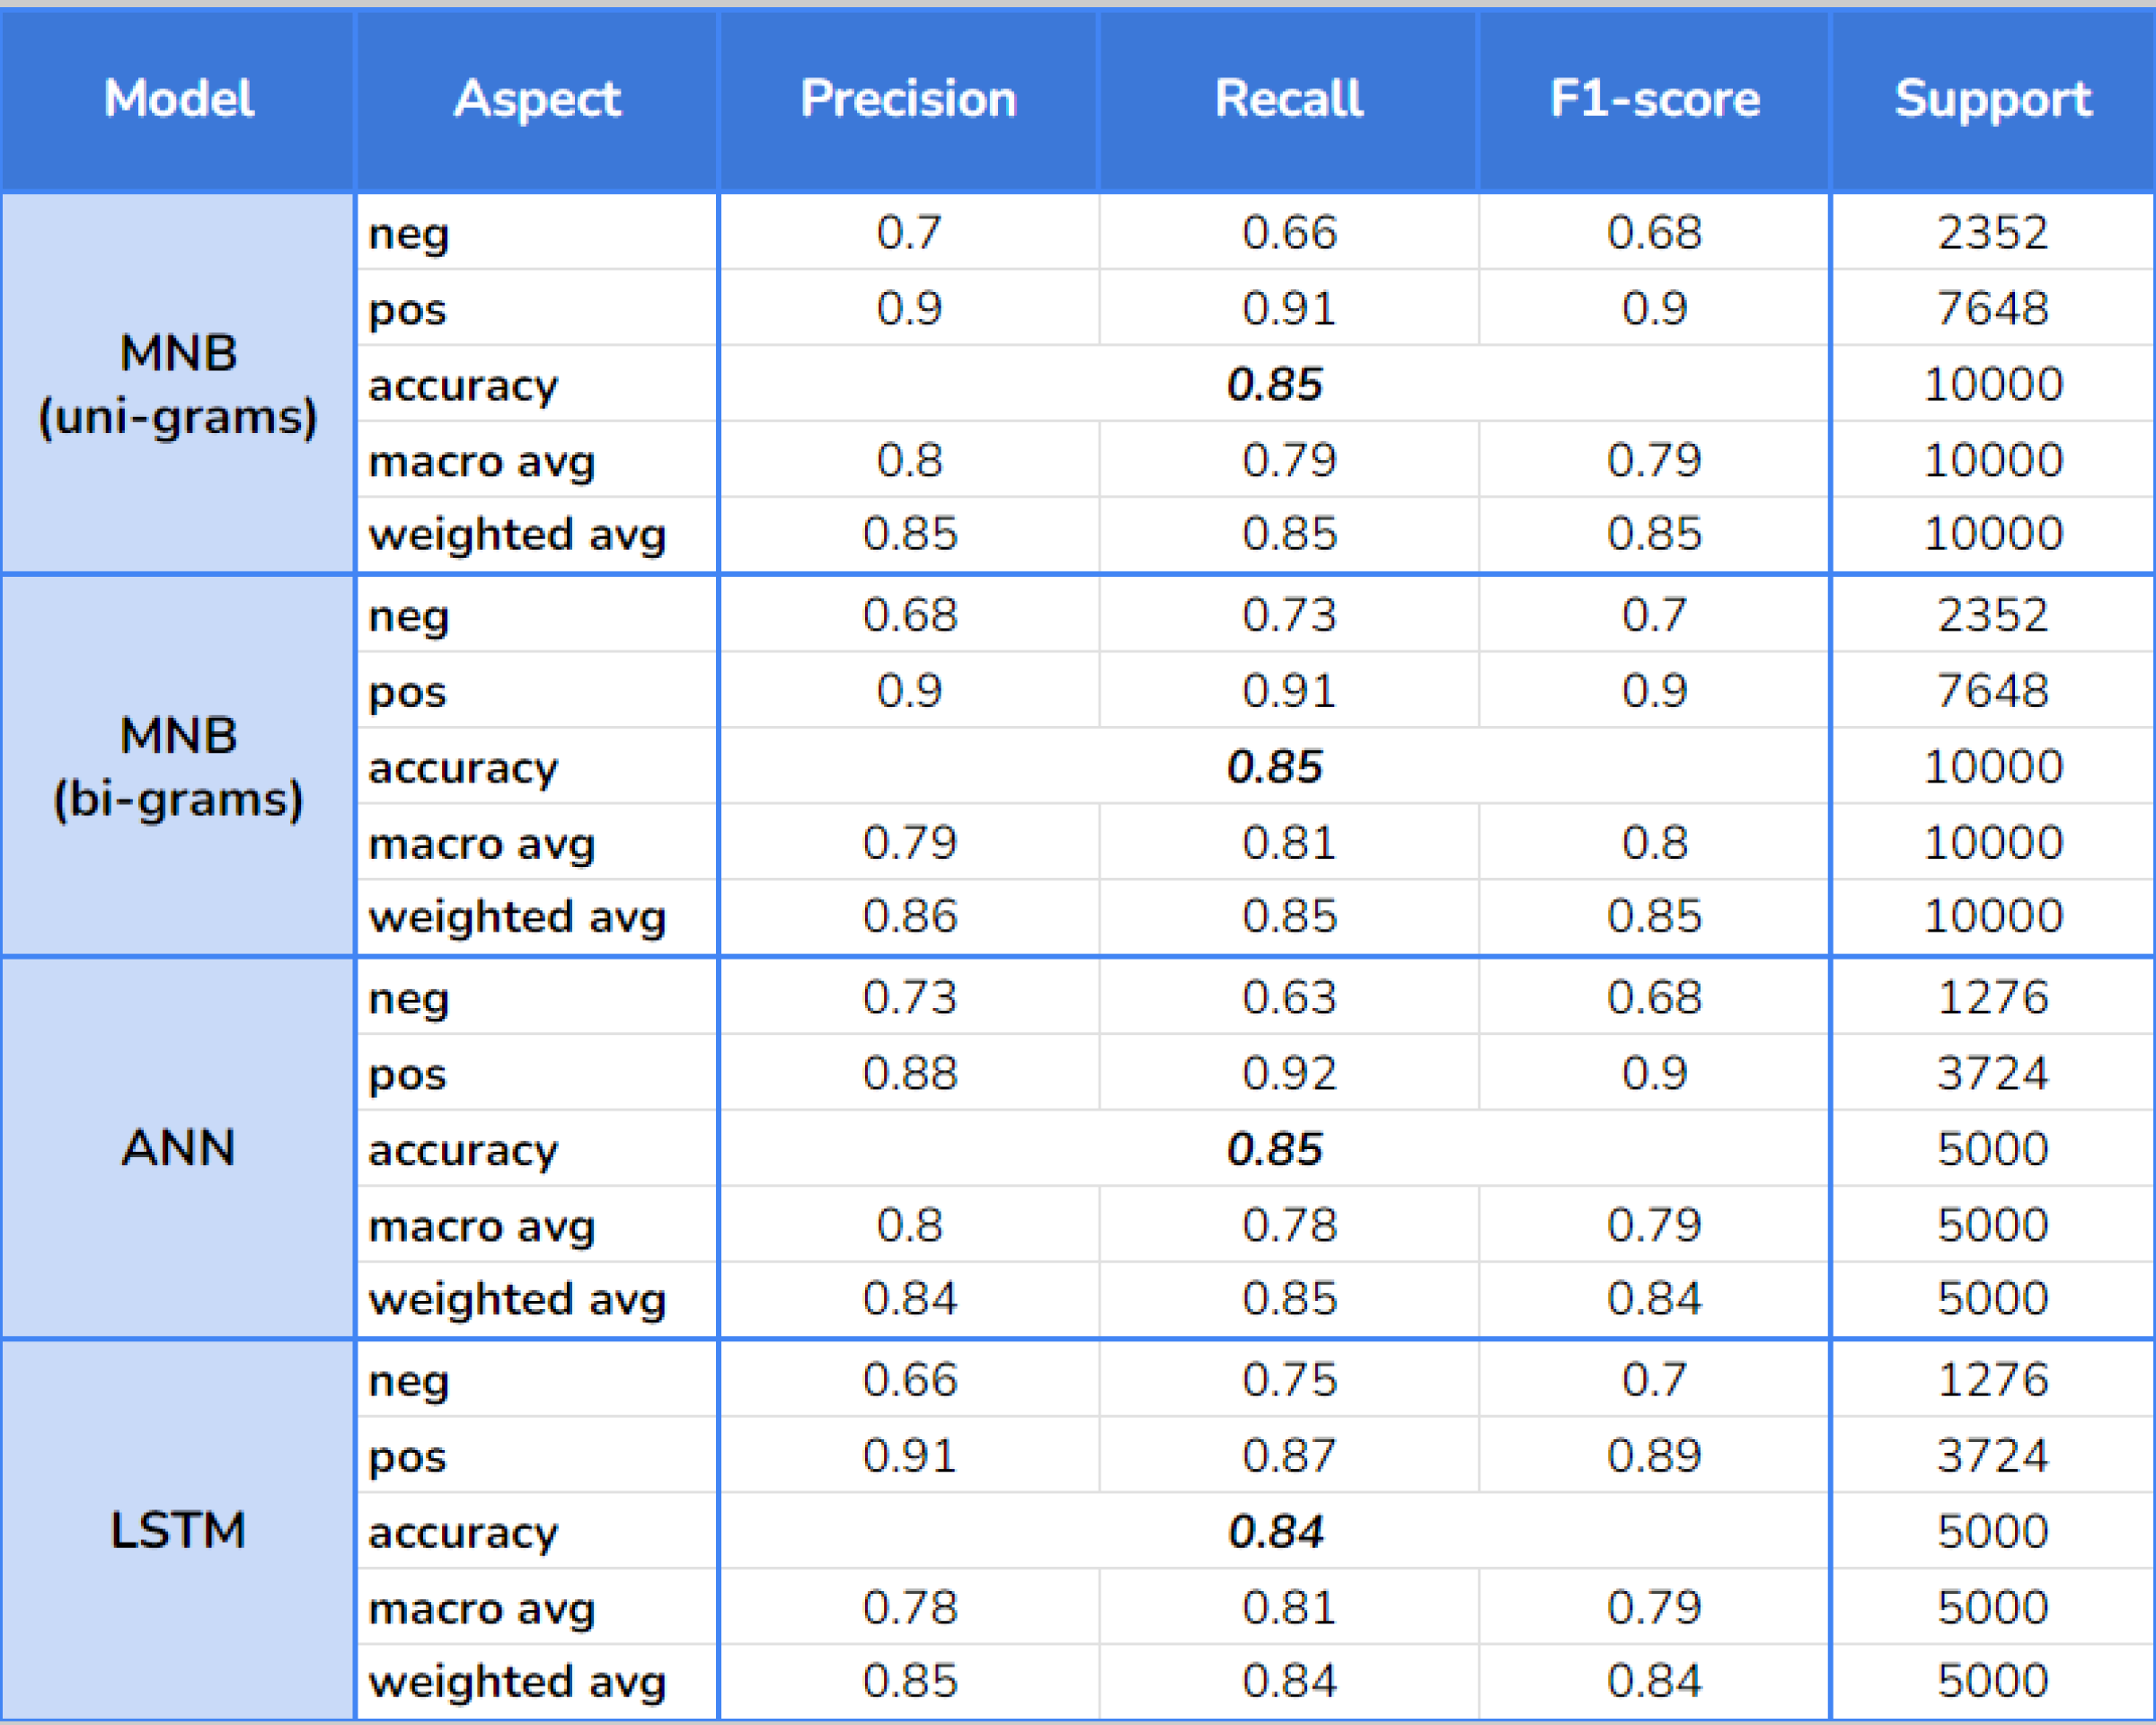 Model Aspect Precision Recall F1-score Support
MNB
(uni-grams)
neg 0.7 0.66 0.68 2352
pos 0.9 0.91 0.9 7648
accuracy 0.85 10000
macro avg 0.8 0.79 0.79 10000
weighted avg 0.85 0.85 0.85 10000
MNB
(bi-grams)
neg 0.68 0.73 0.7 2352
pos 0.9 0.91 0.9 7648
accuracy 0.85 10000
macro avg 0.79 0.81 0.8 10000
weighted avg 0.86 0.85 0.85 10000
ANN
neg 0.73 0.63 0.68 1276
pos 0.88 0.92 0.9 3724
accuracy 0.85 5000
macro avg 0.8 0.78 0.79 5000
weighted avg 0.84 0.85 0.84 5000
LSTM
neg 0.66 0.75 0.7 1276
pos 0.91 0.87 0.89 3724
accuracy 0.84 5000
macro avg 0.78 0.81 0.79 5000
weighted avg 0.85 0.84 0.84 5000